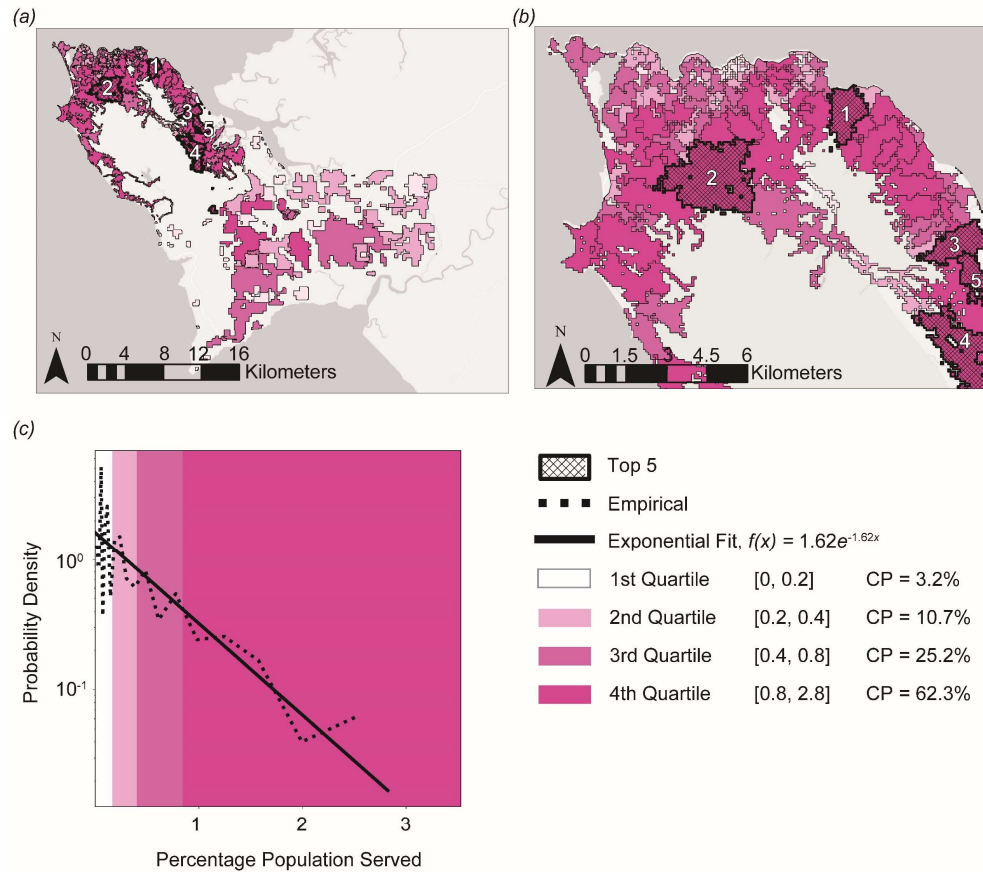 (a)
1
2
3
5
4
N
0 4 8 12 16
Kilometers
(b)
1
2
3
5
4
N
0 1.5 3 4.5 6
Kilometers
(c)
Probability Density
10⁰
10⁻¹
1 2 3
Percentage Population Served
Top 5
Empirical
Exponential Fit, f(x) = 1.62e⁻¹·⁶²ˣ
1st Quartile [0, 0.2] CP = 3.2%
2nd Quartile [0.2, 0.4] CP = 10.7%
3rd Quartile [0.4, 0.8] CP = 25.2%
4th Quartile [0.8, 2.8] CP = 62.3%